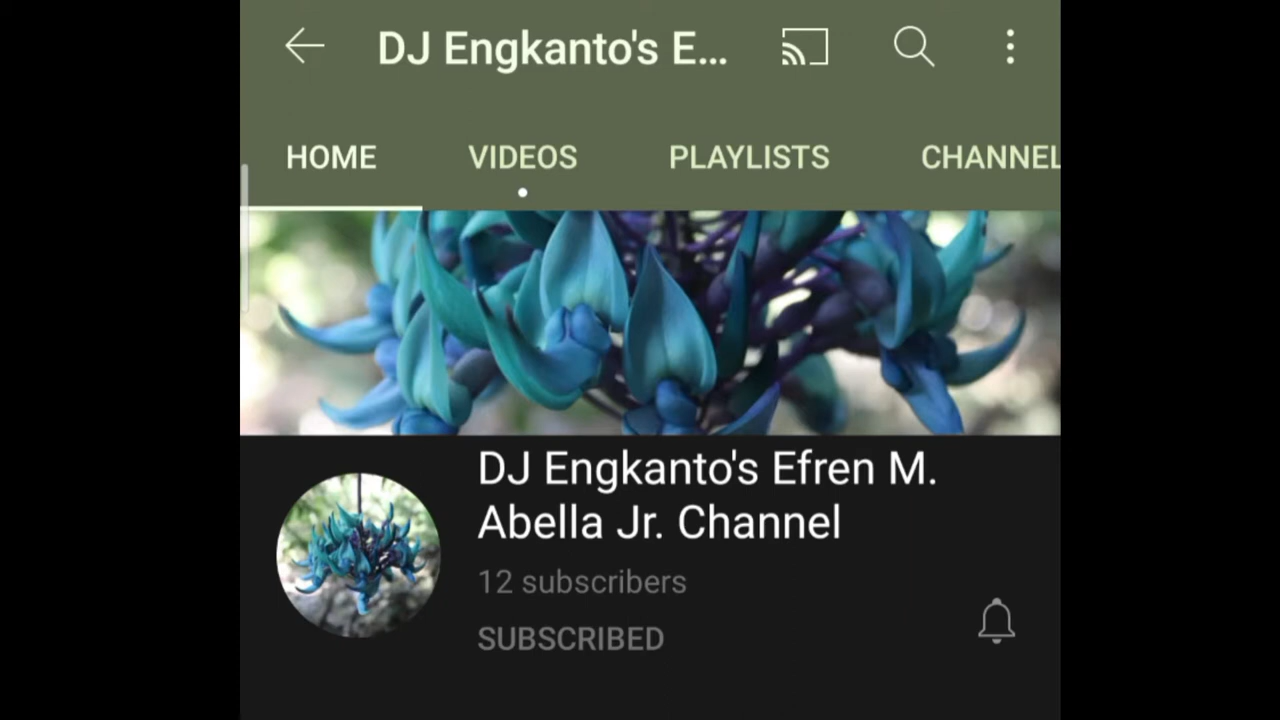 DJ Engkanto's E...
HOME VIDEOS PLAYLISTS CHANNEL
DJ Engkanto's Efren M.
Abella Jr. Channel
12 subscribers
SUBSCRIBED